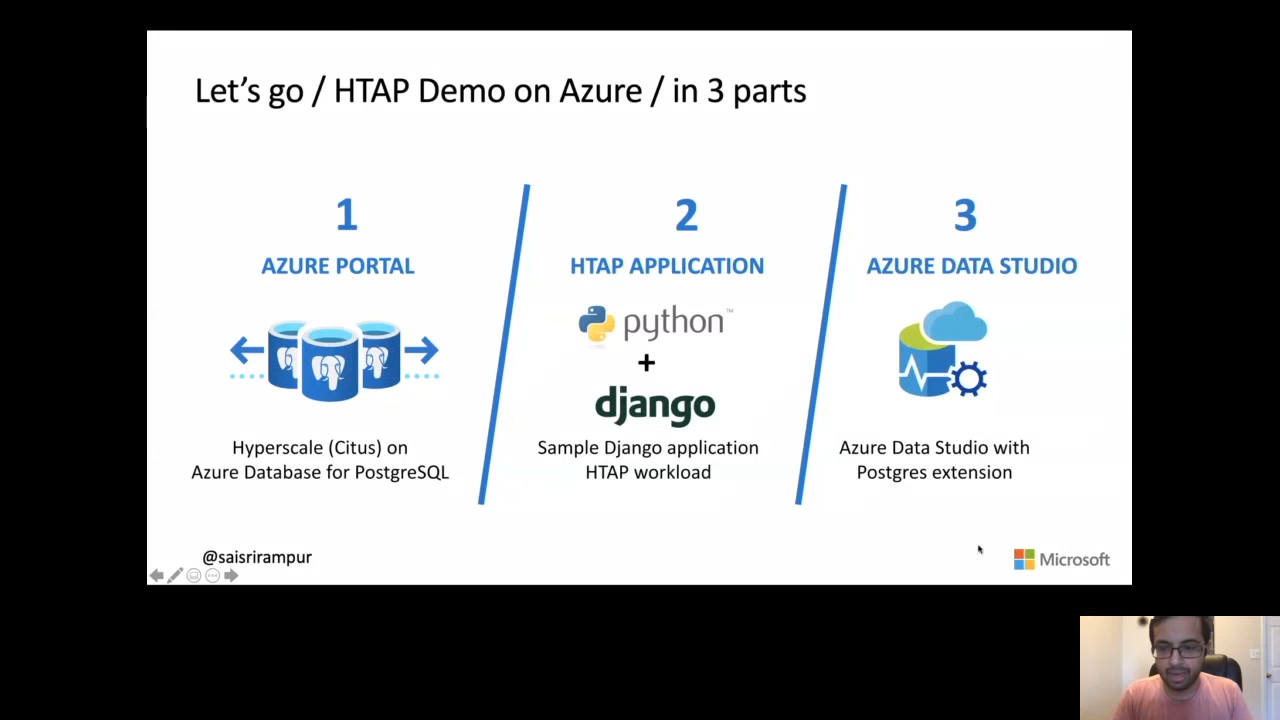 Let's go / HTAP Demo on Azure / in 3 parts
1
AZURE PORTAL
Hyperscale (Citus) on
Azure Database for PostgreSQL
2
HTAP APPLICATION
python™
+
django
Sample Django application
HTAP workload
3
AZURE DATA STUDIO
Azure Data Studio with
Postgres extension
@saisrirampur
Microsoft